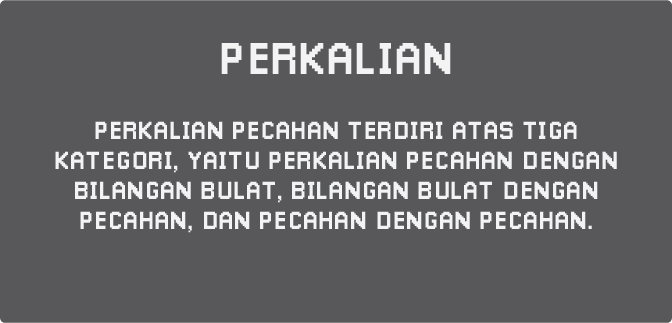 PERKALIAN
PERKALIAN PECAHAN TERDIRI ATAS TIGA
KATEGORI, YAITU PERKALIAN PECAHAN DENGAN
BILANGAN BULAT, BILANGAN BULAT DENGAN
PECAHAN, DAN PECAHAN DENGAN PECAHAN.